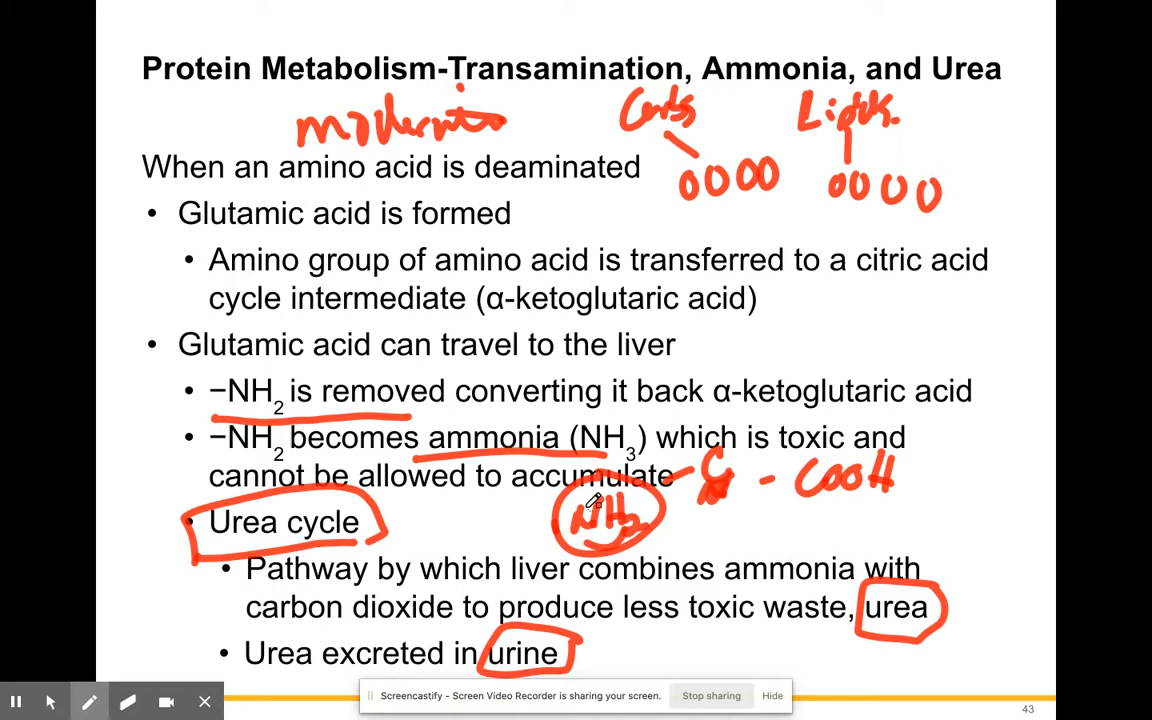 Protein Metabolism-Transamination, Ammonia, and Urea
Carbs Lipids.
When an amino acid is deaminated
0000 0000
• Glutamic acid is formed
• Amino group of amino acid is transferred to a citric acid
cycle intermediate (α-ketoglutaric acid)
• Glutamic acid can travel to the liver
• −NH2 is removed converting it back α-ketoglutaric acid
• −NH2 becomes ammonia (NH3) which is toxic and
cannot be allowed to accumulate
NH2 - C - COOH
• Urea cycle
• Pathway by which liver combines ammonia with
carbon dioxide to produce less toxic waste, urea
• Urea excreted in urine
Screencastify - Screen Video Recorder is sharing your screen. Stop sharing Hide
43